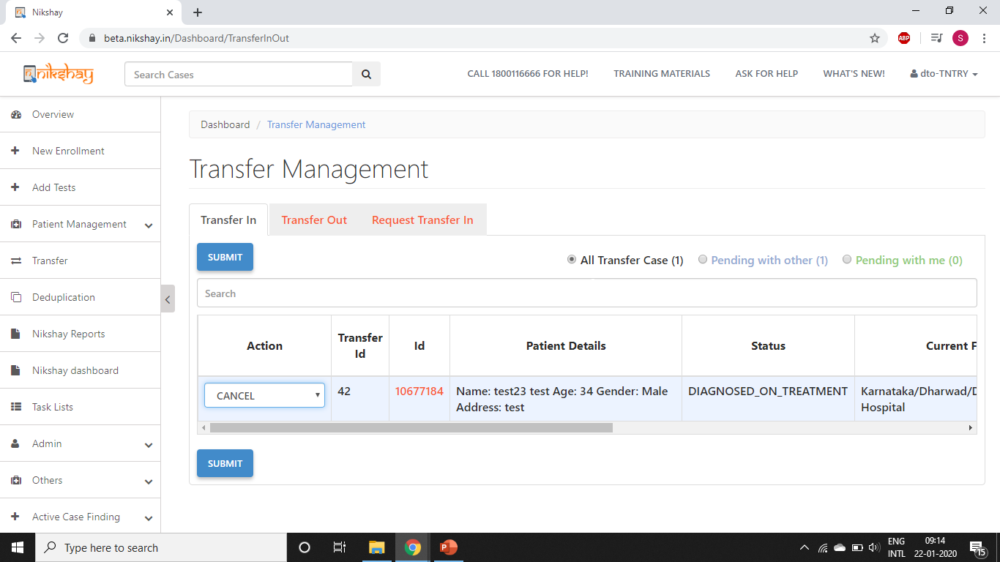 Nikshay
beta.nikshay.in/Dashboard/TransferInOut
ABP
S
nikshay
Search Cases
CALL 1800116666 FOR HELP!
TRAINING MATERIALS
ASK FOR HELP
WHAT'S NEW!
dto-TNTRY
Overview
New Enrollment
Add Tests
Patient Management
Transfer
Deduplication
Nikshay Reports
Nikshay dashboard
Task Lists
Admin
Others
Active Case Finding
Dashboard / Transfer Management
Transfer Management
Transfer In
Transfer Out
Request Transfer In
SUBMIT
All Transfer Case (1)
Pending with other (1)
Pending with me (0)
Search
Action
Transfer
Id
Id
Patient Details
Status
Current F
CANCEL
42
10677184
Name: test23 test Age: 34 Gender: Male
Address: test
DIAGNOSED_ON_TREATMENT
Karnataka/Dharwad/D
Hospital
SUBMIT
Type here to search
P
ENG
INTL
09:14
22-01-2020
15